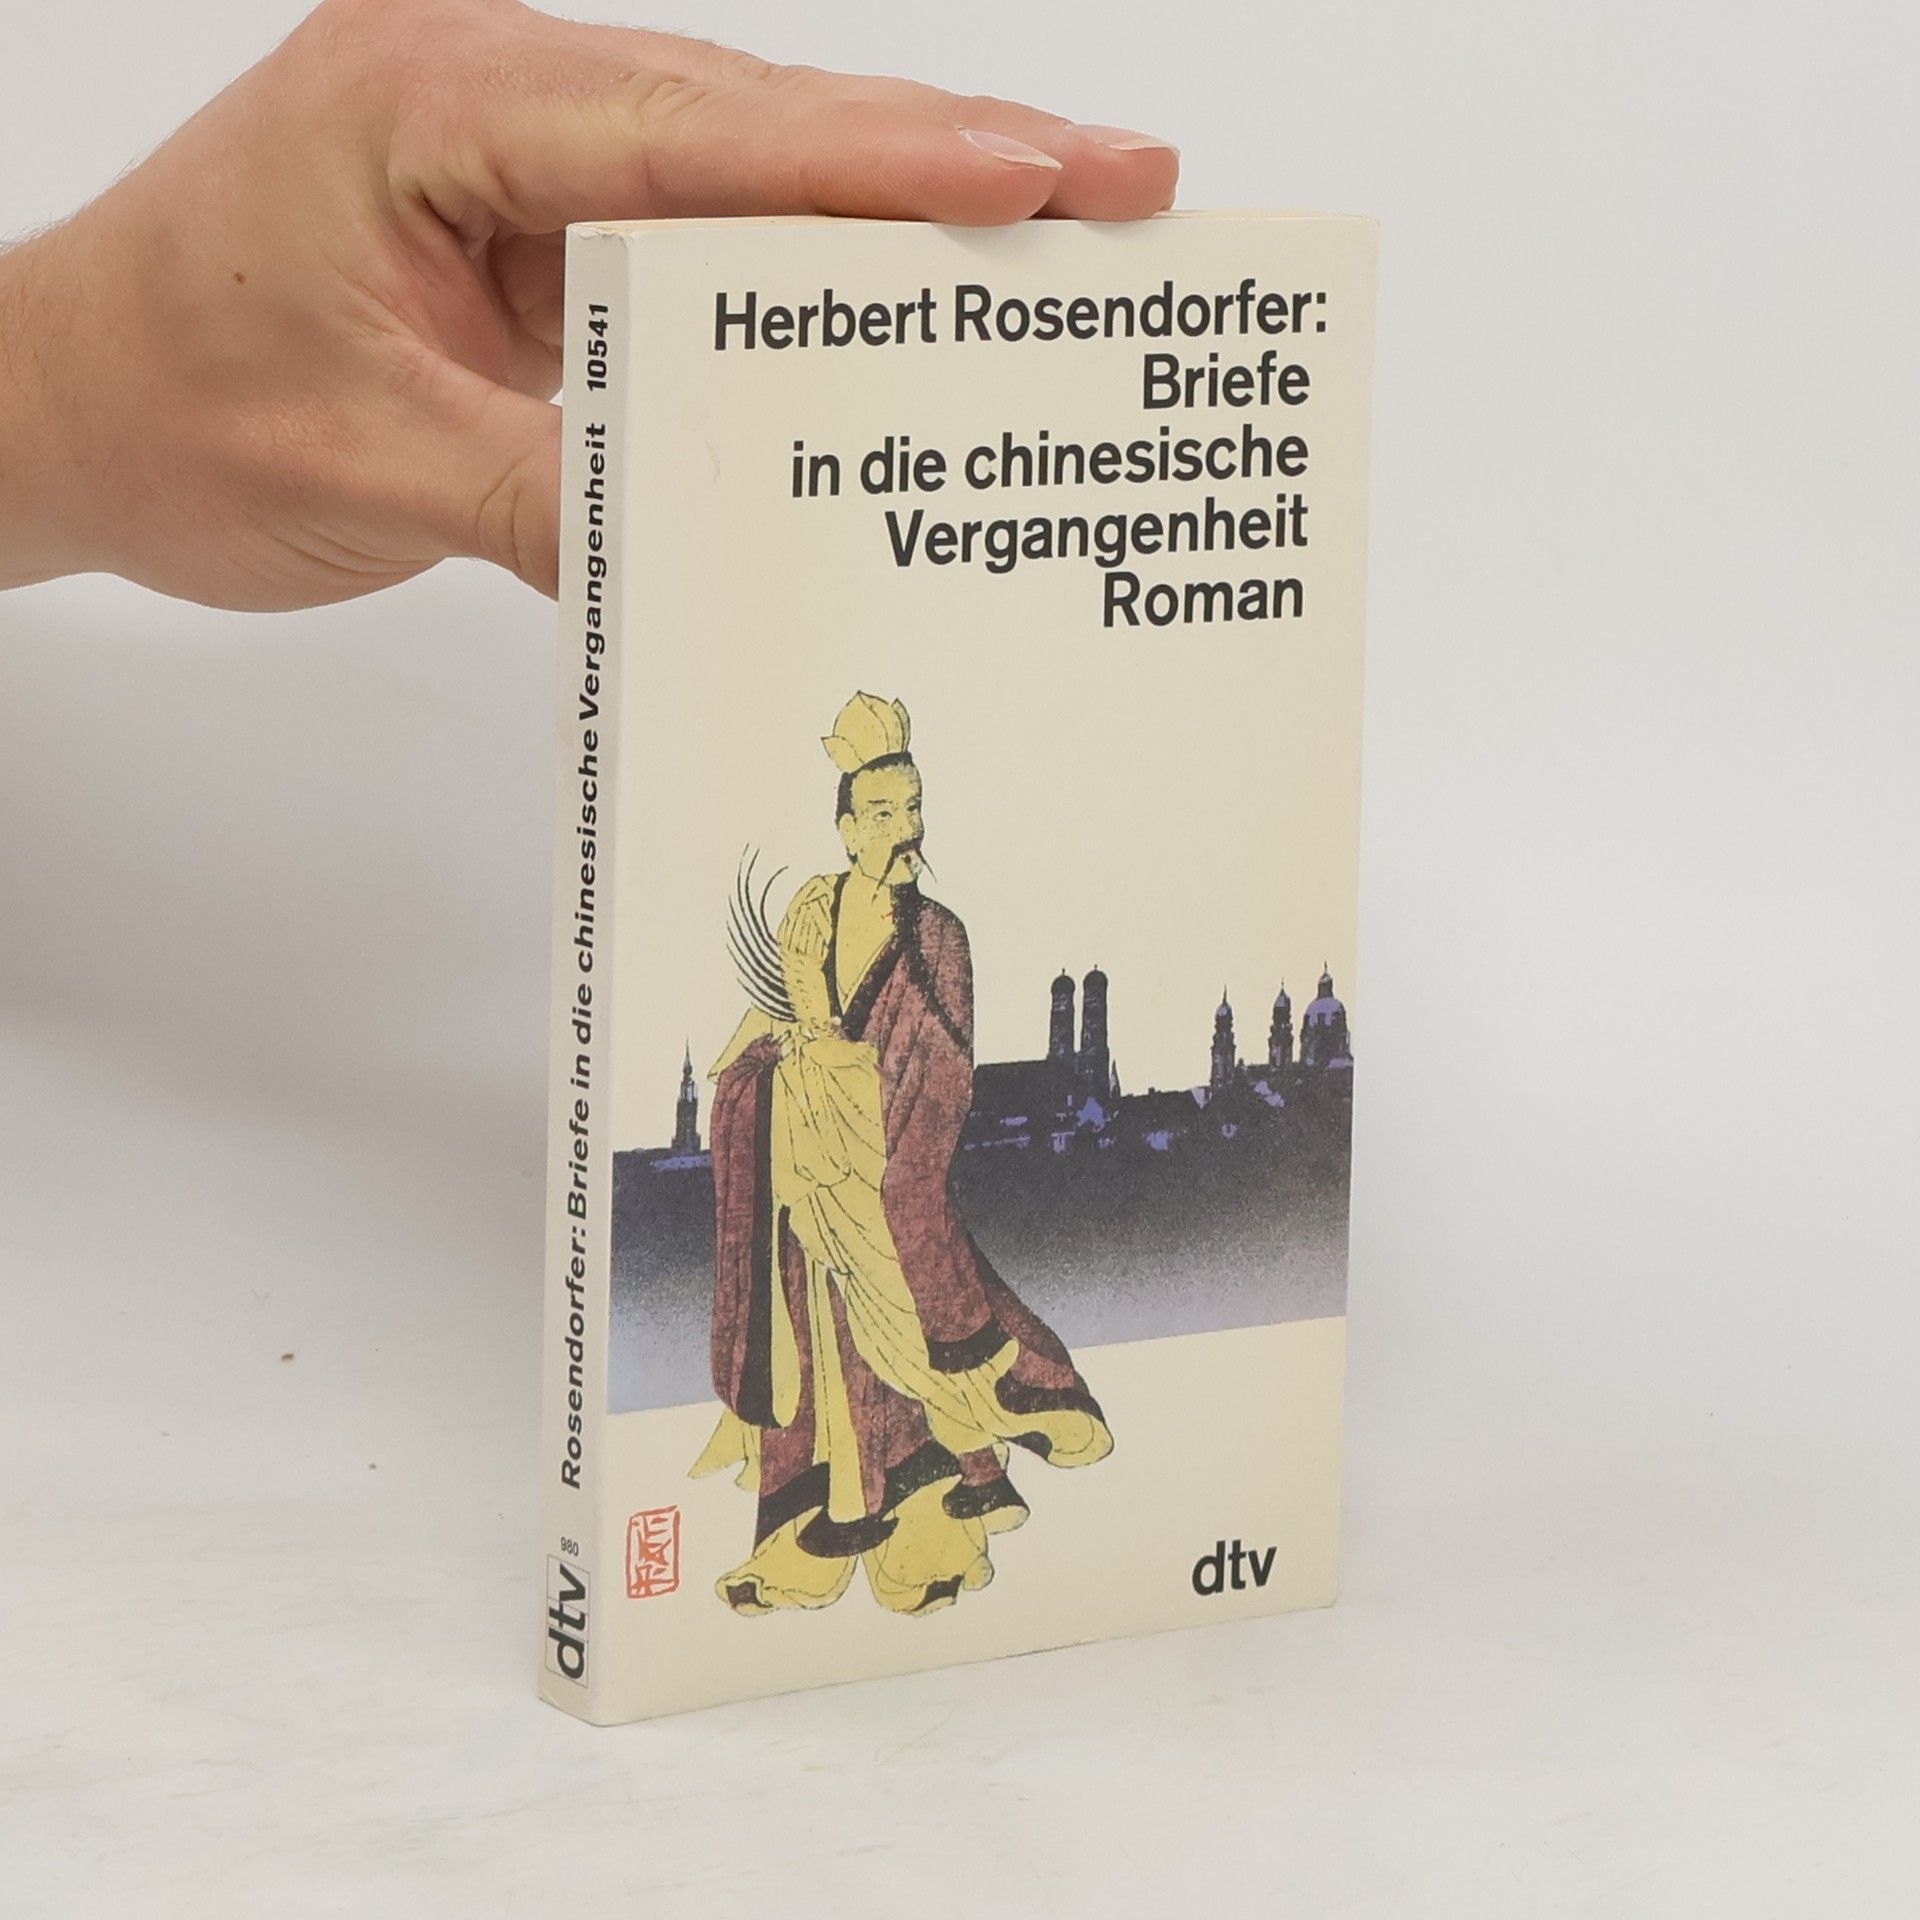 Herbert Rosendorfer:
Briefe
in die chinesische
Vergangenheit
Roman
dtv
Rosendorfer: Briefe in die chinesische Vergangenheit 10541
980
dtv